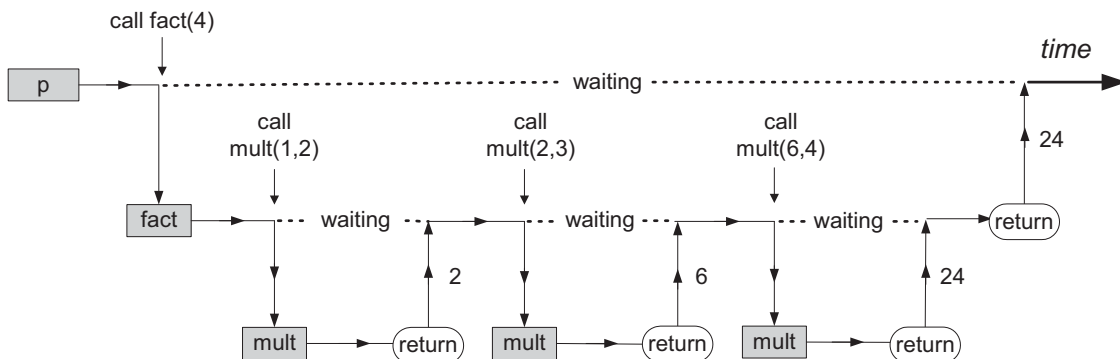 call fact(4)
time
p
waiting
call
mult(1,2)
call
mult(2,3)
call
mult(6,4)
24
fact
waiting
waiting
waiting
return
2
6
24
mult
return
mult
return
mult
return